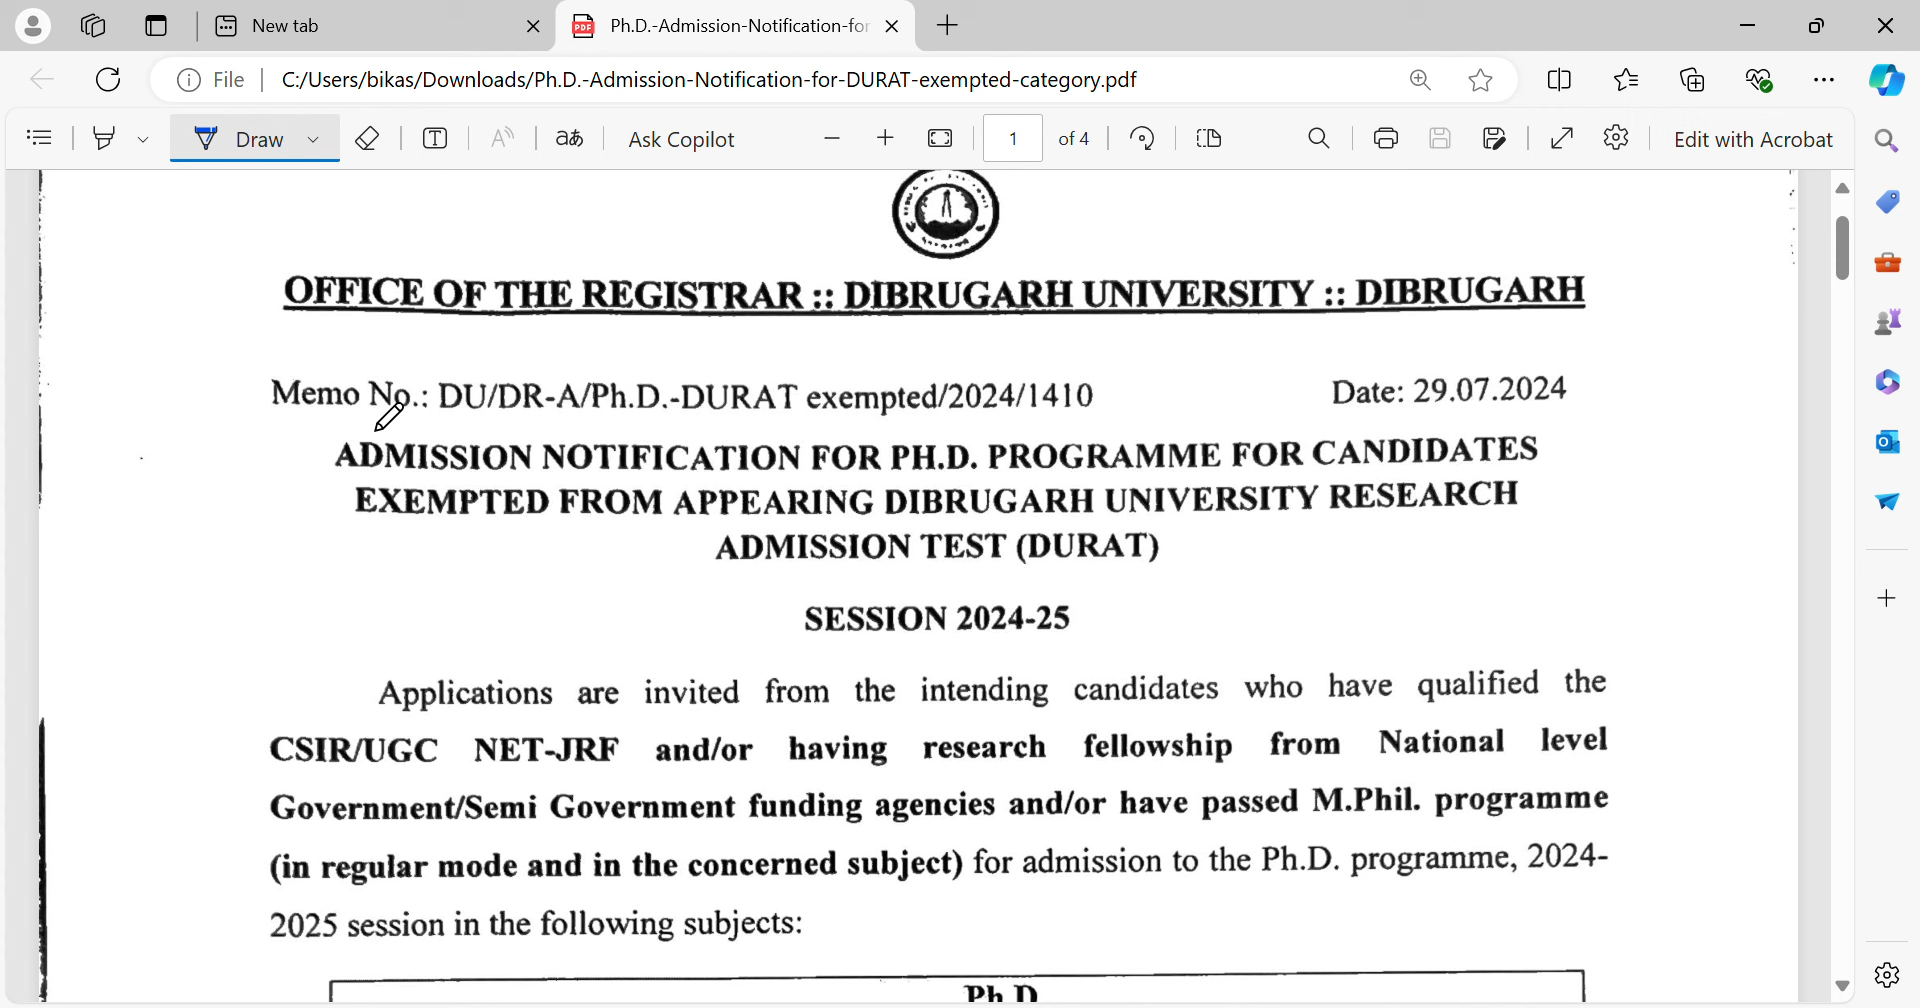 New tab
Ph.D.-Admission-Notification-for
File
C:/Users/bikas/Downloads/Ph.D.-Admission-Notification-for-DURAT-exempted-category.pdf
Draw
Ask Copilot
1 of 4
Edit with Acrobat
OFFICE OF THE REGISTRAR :: DIBRUGARH UNIVERSITY :: DIBRUGARH
Memo No.: DU/DR-A/Ph.D.-DURAT exempted/2024/1410 Date: 29.07.2024
ADMISSION NOTIFICATION FOR PH.D. PROGRAMME FOR CANDIDATES
EXEMPTED FROM APPEARING DIBRUGARH UNIVERSITY RESEARCH
ADMISSION TEST (DURAT)
SESSION 2024-25
Applications are invited from the intending candidates who have qualified the
CSIR/UGC NET-JRF and/or having research fellowship from National level
Government/Semi Government funding agencies and/or have passed M.Phil. programme
(in regular mode and in the concerned subject) for admission to the Ph.D. programme, 2024-
2025 session in the following subjects:
Ph D